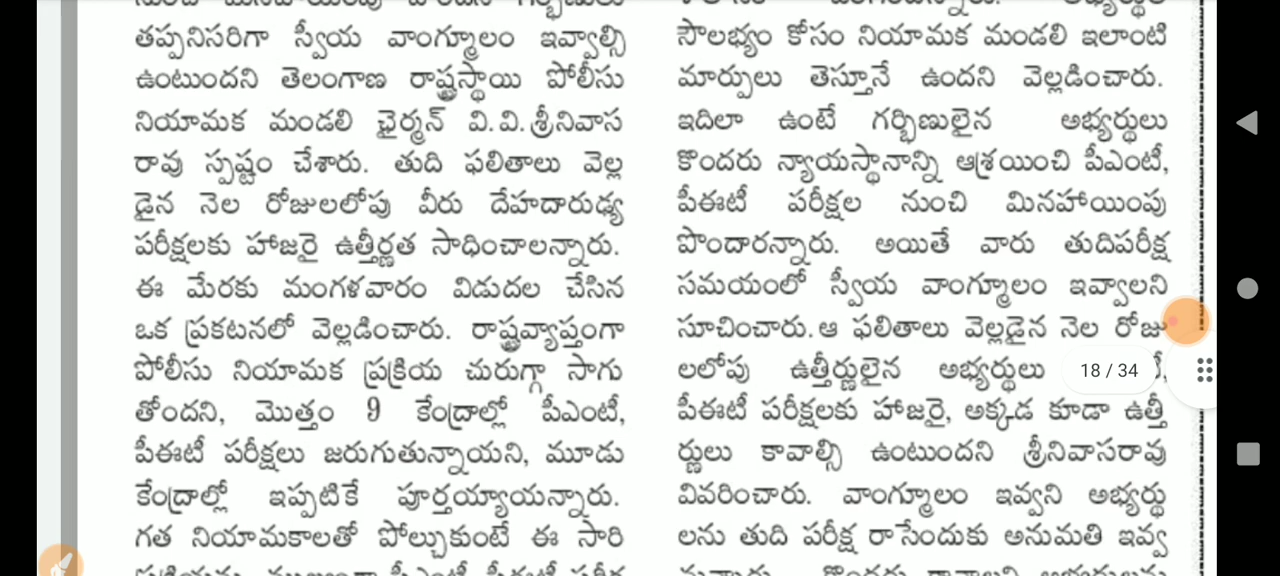 తప్పనిసరిగా స్వీయ వాంగ్మూలం ఇవ్వాల్సి
ఉంటుందని తెలంగాణ రాష్ట్రస్థాయి పోలీసు
నియామక మండలి ఛైర్మన్ వి.వి.శ్రీనివాస
రావు స్పష్టం చేశారు. తుది ఫలితాలు వెల్ల
డైన నెల రోజులలోపు వీరు దేహదారుఢ్య
పరీక్షలకు హాజరై ఉత్తీర్ణత సాధించాలన్నారు.
ఈ మేరకు మంగళవారం విడుదల చేసిన
ఒక ప్రకటనలో వెల్లడించారు. రాష్ట్రవ్యాప్తంగా
పోలీసు నియామక ప్రక్రియ చురుగ్గా సాగు
తోందని, మొత్తం 9 కేంద్రాల్లో పీఎంటీ,
పీఈటీ పరీక్షలు జరుగుతున్నాయని, మూడు
కేంద్రాల్లో ఇప్పటికే పూర్తయ్యాయన్నారు.
గత నియామకాలతో పోల్చుకుంటే ఈ సారి
సౌలభ్యం కోసం నియామక మండలి ఇలాంటి
మార్పులు తెస్తూనే ఉందని వెల్లడించారు.
ఇదిలా ఉంటే గర్భిణులైన అభ్యర్థులు
కొందరు న్యాయస్థానాన్ని ఆశ్రయించి పీఎంటీ,
పీఈటీ పరీక్షల నుంచి మినహాయింపు
పొందారన్నారు. అయితే వారు తుదిపరీక్ష
సమయంలో స్వీయ వాంగ్మూలం ఇవ్వాలని
సూచించారు. ఆ ఫలితాలు వెల్లడైన నెల రోజు
లలోపు ఉత్తీర్ణులైన అభ్యర్థులు
పీఈటీ పరీక్షలకు హాజరై, అక్కడ కూడా ఉత్తీ
ర్ణులు కావాల్సి ఉంటుందని శ్రీనివాసరావు
వివరించారు. వాంగ్మూలం ఇవ్వని అభ్యర్థు
లను తుది పరీక్ష రాసేందుకు అనుమతి ఇవ్వ
18 / 34